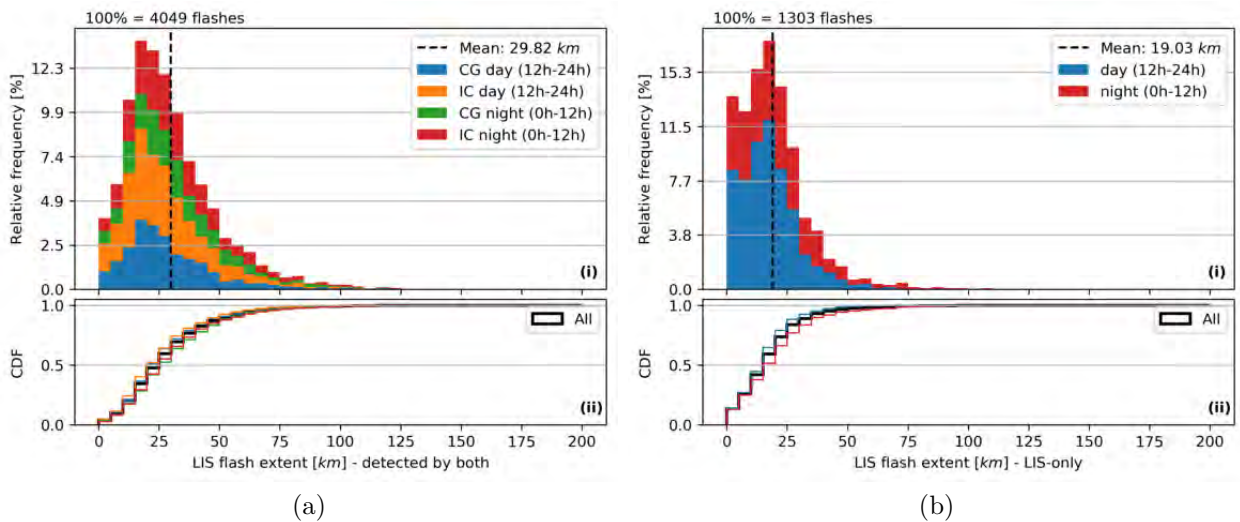 100% = 4049 flashes
Mean: 29.82 km
CG day (12h-24h)
IC day (12h-24h)
CG night (0h-12h)
IC night (0h-12h)
Relative frequency [%]
12.3
9.9
7.4
4.9
2.5
0.0
(i)
All
CDF
1.0
0.5
0.0
(ii)
0 25 50 75 100 125 150 175 200
LIS flash extent [km] - detected by both
(a)
100% = 1303 flashes
Mean: 19.03 km
day (12h-24h)
night (0h-12h)
Relative frequency [%]
15.3
11.5
7.7
3.8
0.0
(i)
All
CDF
1.0
0.5
0.0
(ii)
0 25 50 75 100 125 150 175 200
LIS flash extent [km] - LIS-only
(b)